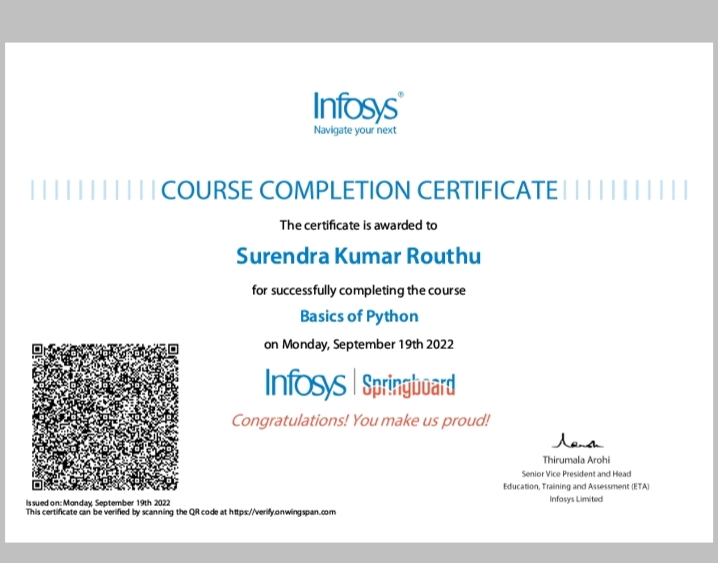 Infosys®
Navigate your next
COURSE COMPLETION CERTIFICATE
The certificate is awarded to
Surendra Kumar Routhu
for successfully completing the course
Basics of Python
on Monday, September 19th 2022
Infosys | Springboard
Congratulations! You make us proud!
Thirumala Arohi
Senior Vice President and Head
Education, Training and Assessment (ETA)
Infosys Limited
Issued on: Monday, September 19th 2022
This certificate can be verified by scanning the QR code at https://verify.onwingspan.com